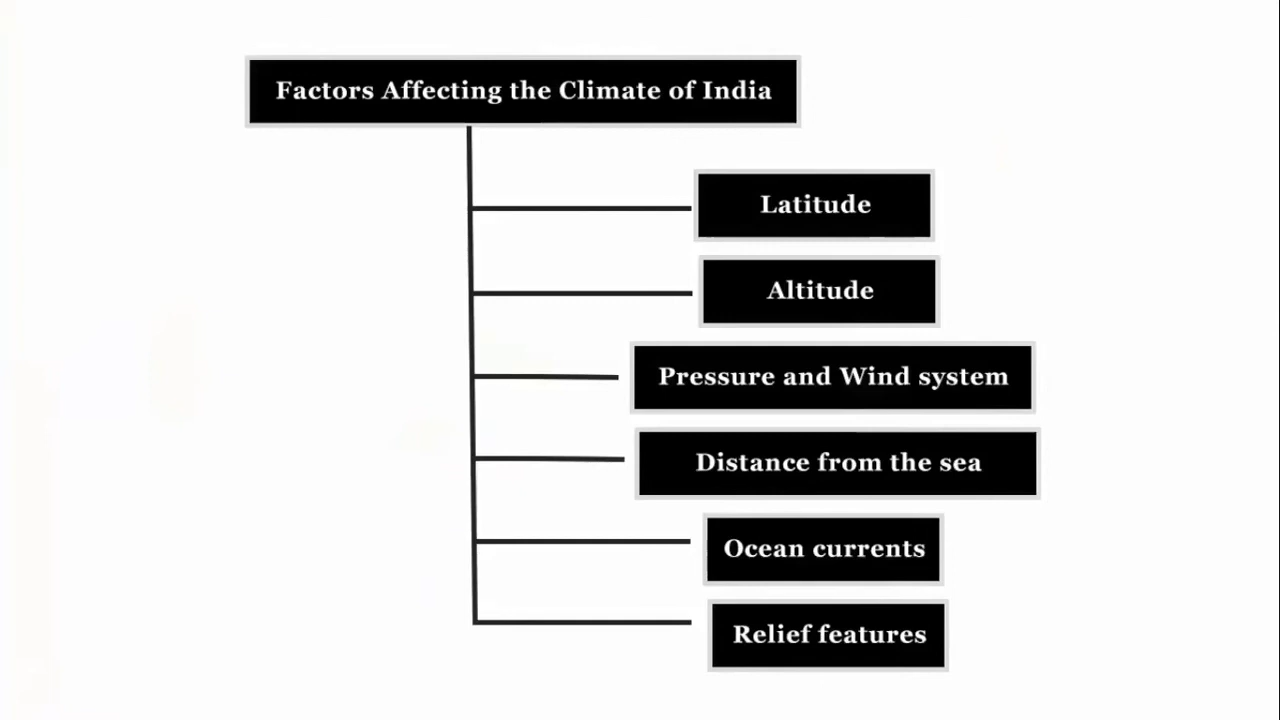 Factors Affecting the Climate of India
Latitude
Altitude
Pressure and Wind system
Distance from the sea
Ocean currents
Relief features